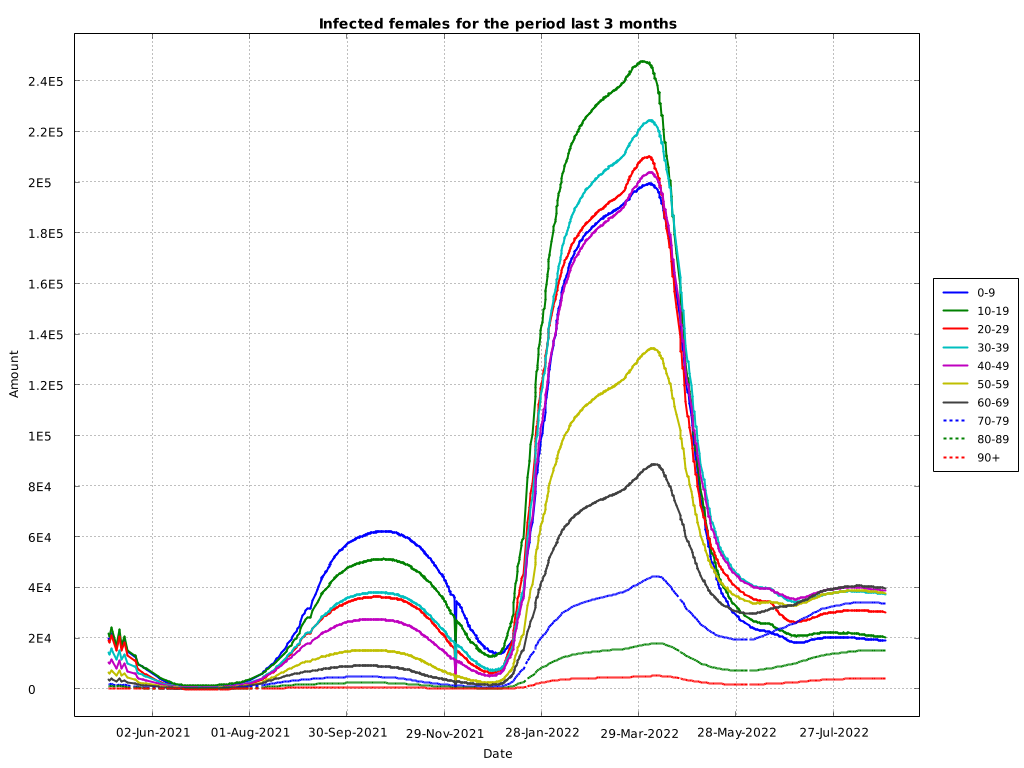 Infected females for the period last 3 months
2.4E5
2.2E5
2E5
1.8E5
1.6E5
1.4E5
1.2E5
1E5
8E4
6E4
4E4
2E4
0
Amount
02-Jun-2021 01-Aug-2021 30-Sep-2021 29-Nov-2021 28-Jan-2022 29-Mar-2022 28-May-2022 27-Jul-2022
Date
0-9
10-19
20-29
30-39
40-49
50-59
60-69
70-79
80-89
90+